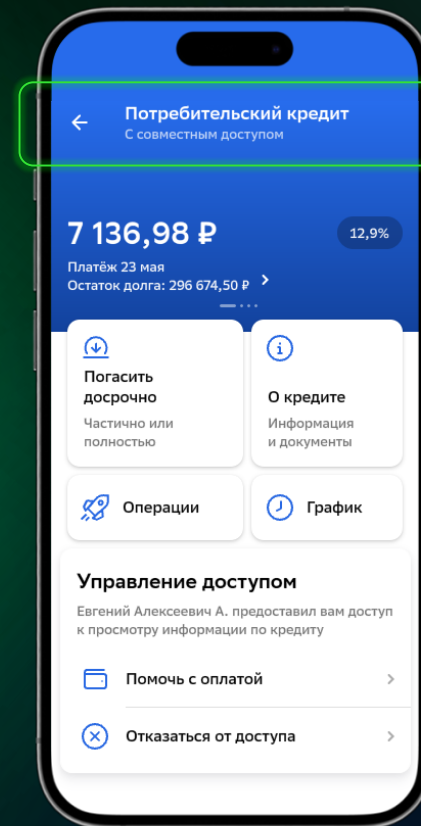 Потребительский кредит
С совместным доступом
7 136,98 ₽
12,9%
Платёж 23 мая
Остаток долга: 296 674,50 ₽
Погасить
досрочно
Частично или
полностью
О кредите
Информация
и документы
Операции
График
Управление доступом
Евгений Алексеевич А. предоставил вам доступ
к просмотру информации по кредиту
Помочь с оплатой
Отказаться от доступа